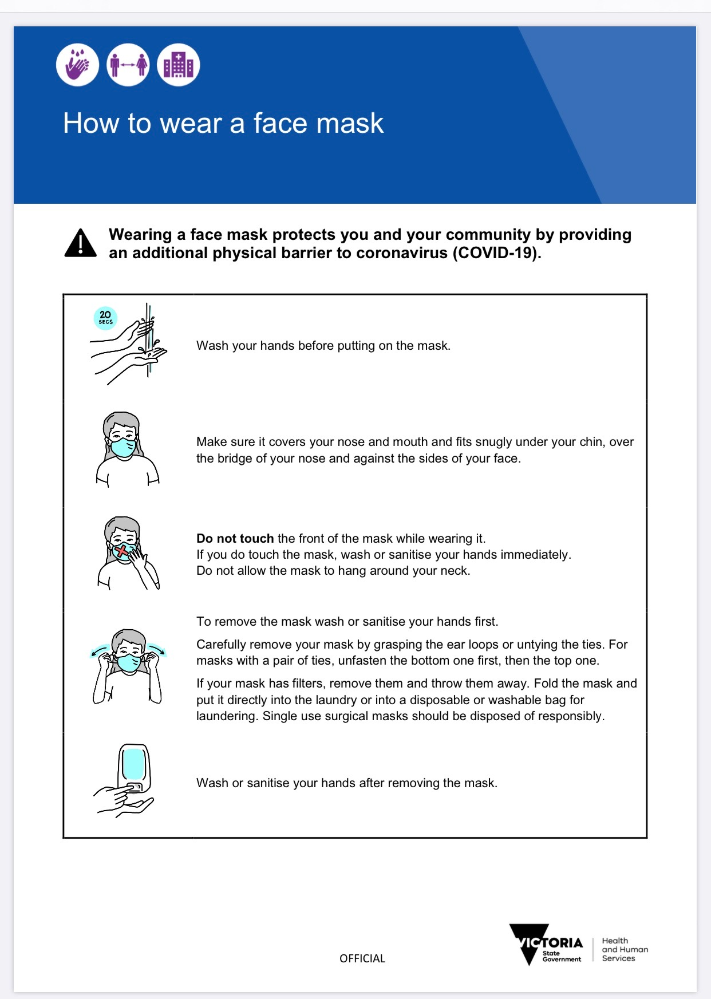 How to wear a face mask
Wearing a face mask protects you and your community by providing
an additional physical barrier to coronavirus (COVID-19).
20
SECS
Wash your hands before putting on the mask.
Make sure it covers your nose and mouth and fits snugly under your chin, over
the bridge of your nose and against the sides of your face.
Do not touch the front of the mask while wearing it.
If you do touch the mask, wash or sanitise your hands immediately.
Do not allow the mask to hang around your neck.
To remove the mask wash or sanitise your hands first.
Carefully remove your mask by grasping the ear loops or untying the ties. For
masks with a pair of ties, unfasten the bottom one first, then the top one.
If your mask has filters, remove them and throw them away. Fold the mask and
put it directly into the laundry or into a disposable or washable bag for
laundering. Single use surgical masks should be disposed of responsibly.
Wash or sanitise your hands after removing the mask.
OFFICIAL
VICTORIA
State
Government
Health
and Human
Services